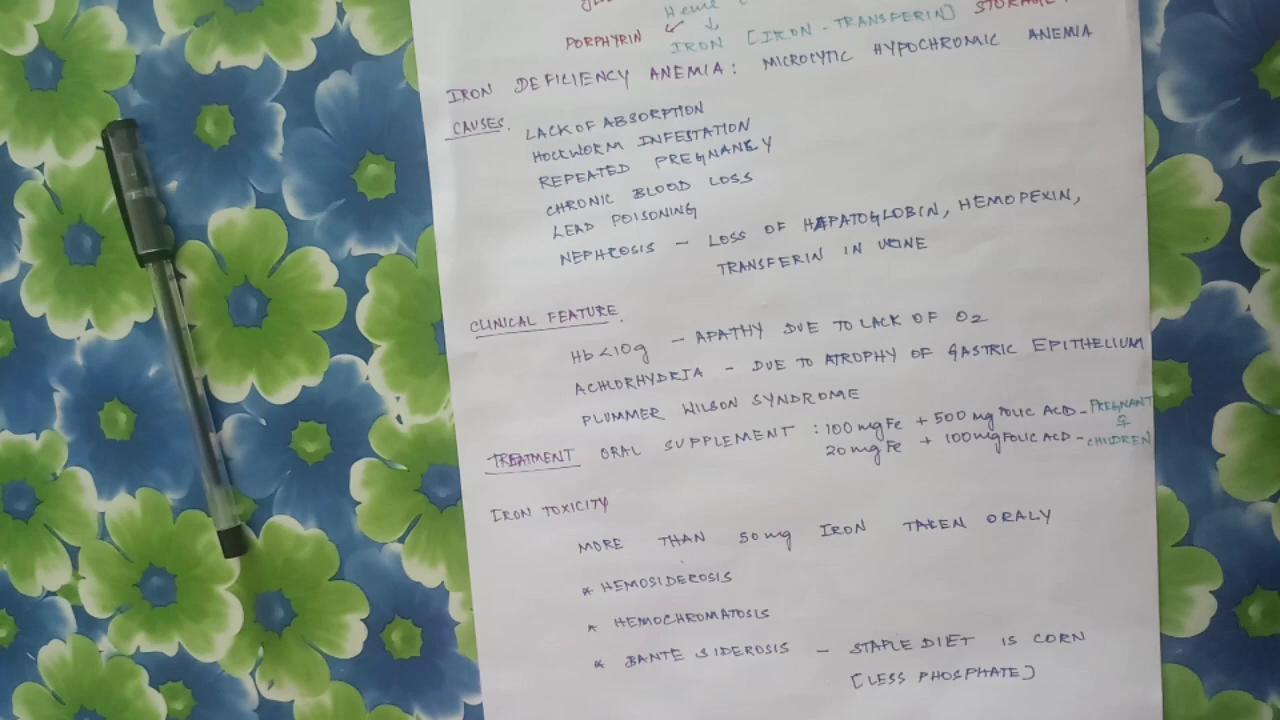 Heme
PORPHYRIN IRON [IRON - TRANSFERIN] STORAGE
IRON DEFICIENCY ANEMIA : MICROCYTIC HYPOCHROMIC ANEMIA
CAUSES. LACK OF ABSORPTION
HOOKWORM INFESTATION
REPEATED PREGNANCY
CHRONIC BLOOD LOSS
LEAD POISONING
NEPHROSIS - LOSS OF HAPATOGLOBIN, HEMOPEXIN,
TRANSFERIN IN URINE
CLINICAL FEATURE.
Hb <10g - APATHY DUE TO LACK OF O2
ACHLORHYDRIA - DUE TO ATROPHY OF GASTRIC EPITHELIUM
PLUMMER WILSON SYNDROME
TREATMENT ORAL SUPPLEMENT : 100 mg Fe + 500 mg FOLIC ACID - PREGNANT
&
20 mg Fe + 100 mg FOLIC ACID - CHILDREN
IRON TOXICITY
MORE THAN 50 mg IRON TAKEN ORALY
* HEMOSIDEROSIS
* HEMOCHROMATOSIS
* BANTE SIDEROSIS - STAPLE DIET IS CORN
[LESS PHOSPHATE]